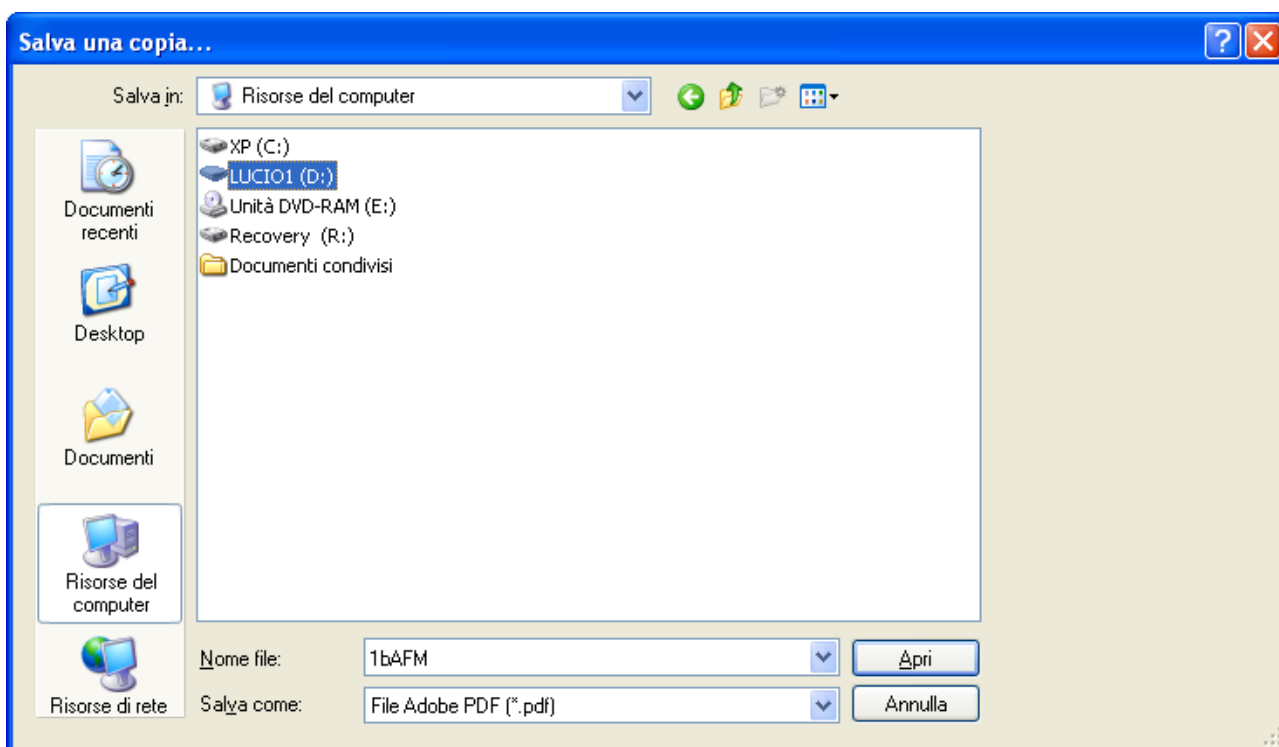 Salva una copia...
Salva in:
Risorse del computer
XP (C:)
LUCIO1 (D:)
Unità DVD-RAM (E:)
Recovery (R:)
Documenti condivisi
Documenti
recenti
Desktop
Documenti
Risorse del
computer
Risorse di rete
Nome file:
1bAFM
Apri
Salva come:
File Adobe PDF (*.pdf)
Annulla